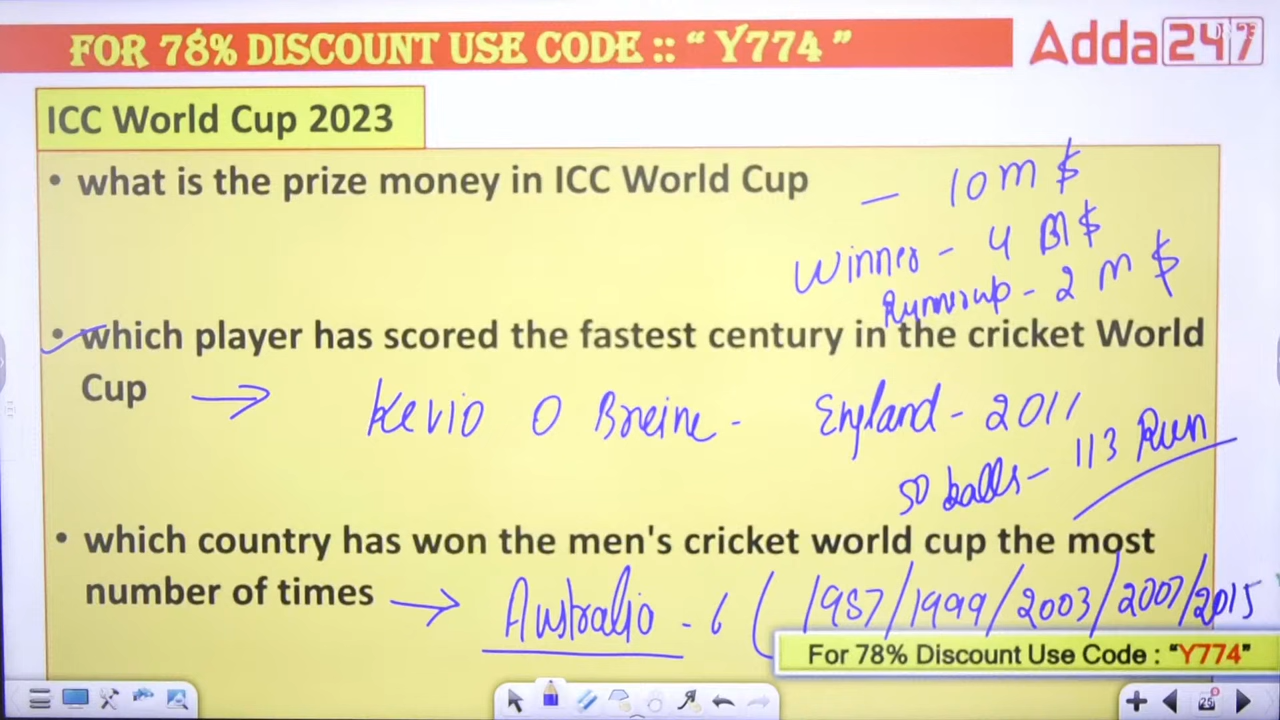 FOR 78% DISCOUNT USE CODE :: “ Y774 ”
Adda247
ICC World Cup 2023
• what is the prize money in ICC World Cup
– 10 m $
Winner - 4 M $
Runnerup - 2 m $
• which player has scored the fastest century in the cricket World
Cup → Kevio O Breine - England - 2011
50 balls - 113 Run
• which country has won the men's cricket world cup the most
number of times → Australia - 6 ( 1987/1999/2003/2007/2015
For 78% Discount Use Code : “Y774”